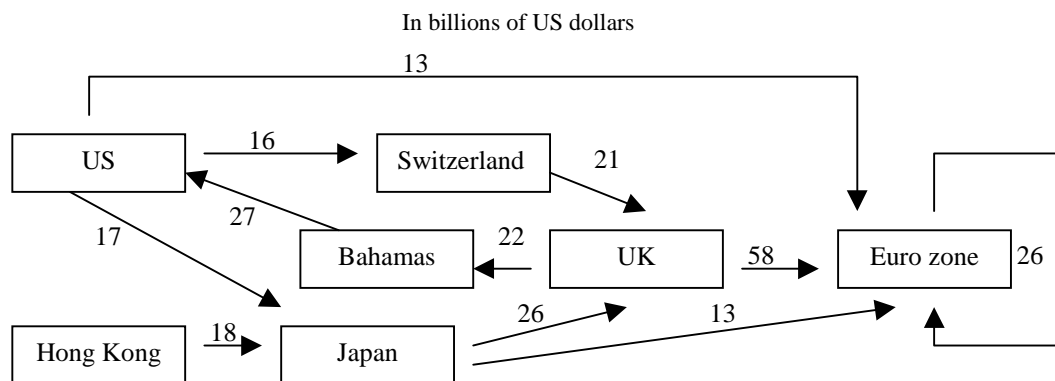 In billions of US dollars
13
US
16
Switzerland
21
17
27
Bahamas
22
UK
58
Euro zone
26
Hong Kong
18
Japan
26
13